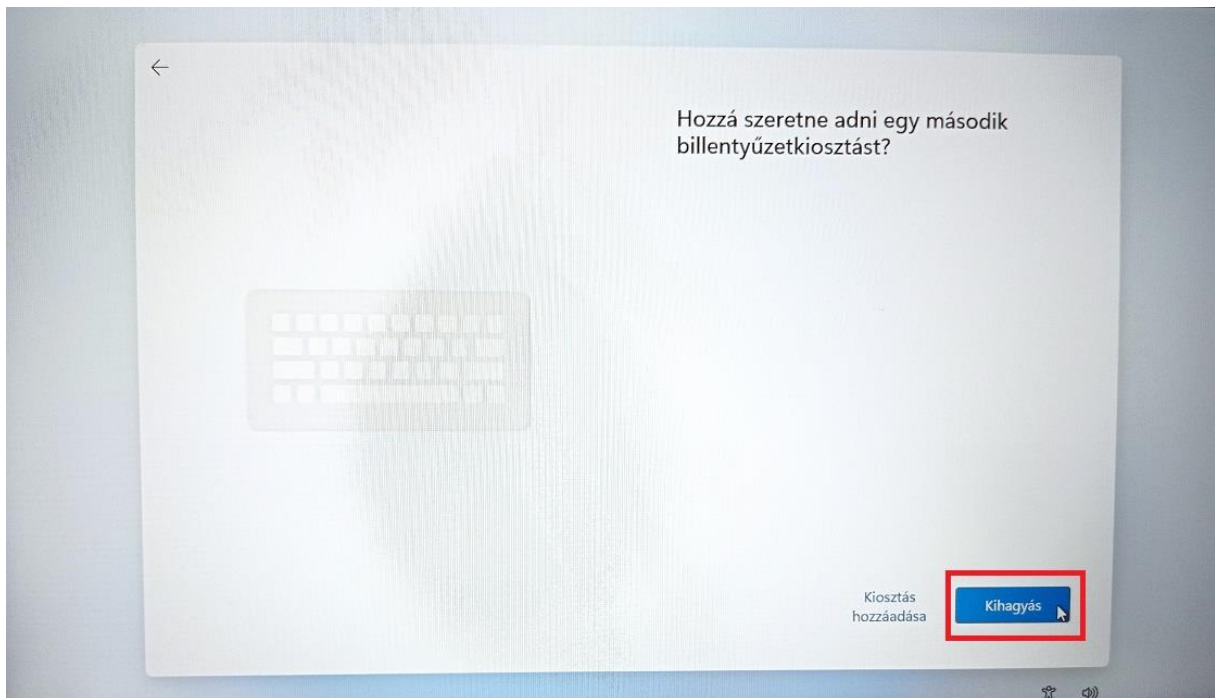 Hozzá szeretne adni egy második
billentyűzetkiosztást?
Kiosztás
hozzáadása
Kihagyás